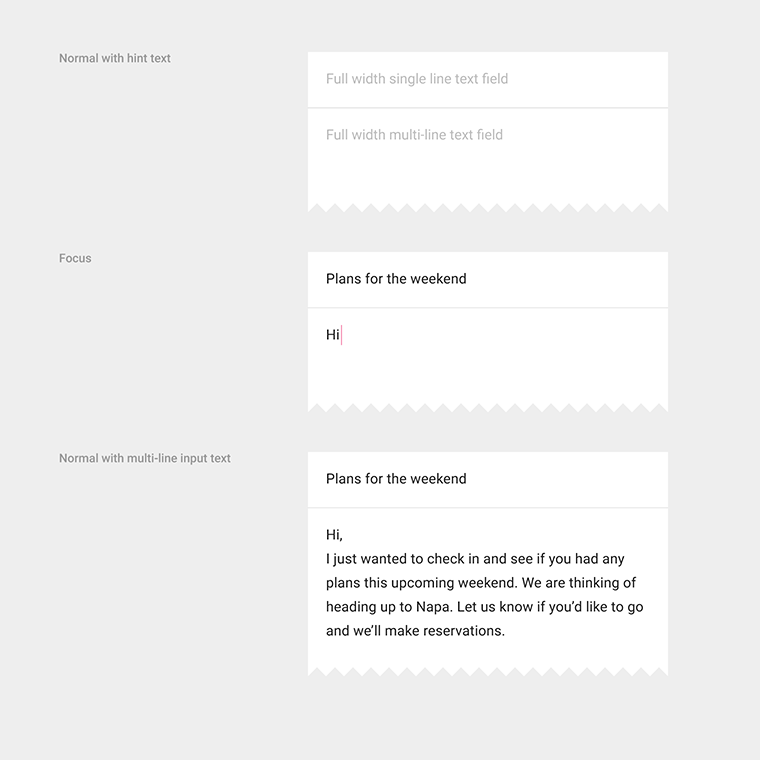 Normal with hint text
Full width single line text field
Full width multi-line text field
Focus
Plans for the weekend
Hi
Normal with multi-line input text
Plans for the weekend
Hi,
I just wanted to check in and see if you had any
plans this upcoming weekend. We are thinking of
heading up to Napa. Let us know if you’d like to go
and we’ll make reservations.